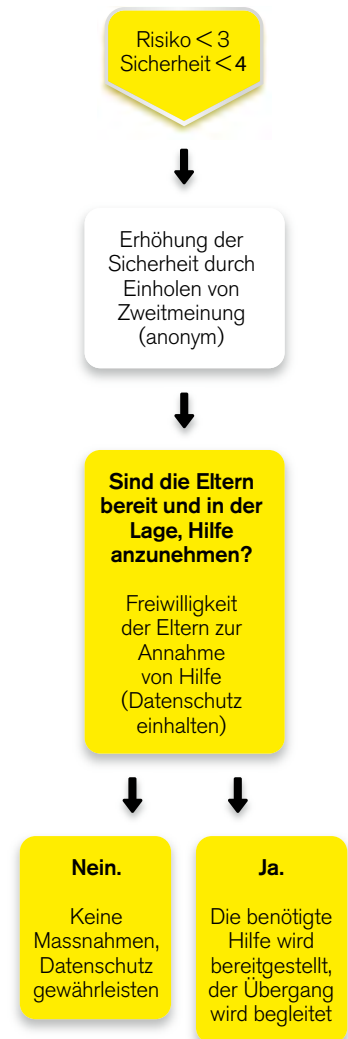 Risiko < 3
Sicherheit < 4
Erhöhung der
Sicherheit durch
Einholen von
Zweitmeinung
(anonym)
Sind die Eltern
bereit und in der
Lage, Hilfe
anzunehmen?
Freiwilligkeit
der Eltern zur
Annahme
von Hilfe
(Datenschutz
einhalten)
Nein.
Keine
Massnahmen,
Datenschutz
gewährleisten
Ja.
Die benötigte
Hilfe wird
bereitgestellt,
der Übergang
wird begleitet